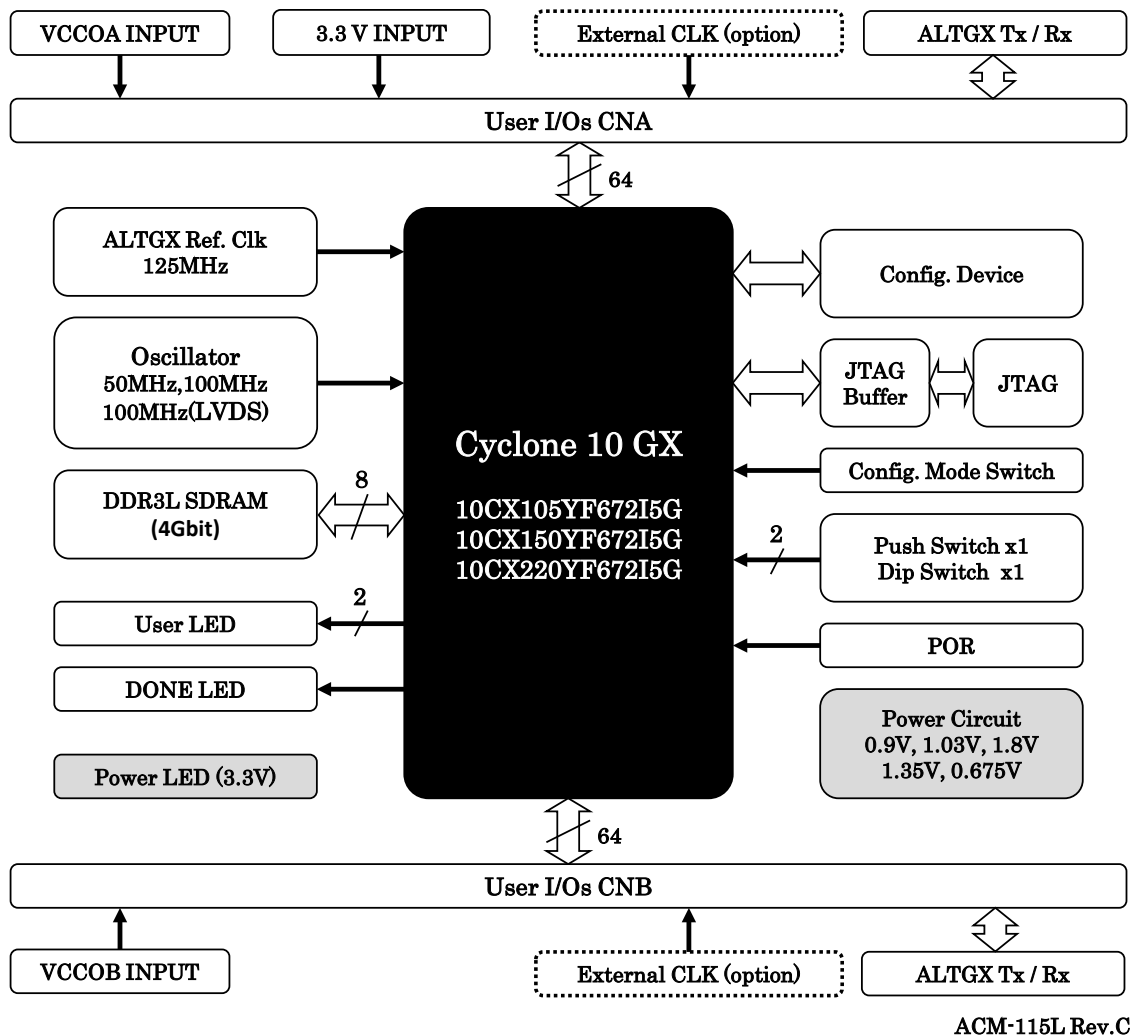 VCCOA INPUT
3.3 V INPUT
External CLK (option)
ALTGX Tx / Rx
User I/Os CNA
64
ALTGX Ref. Clk
125MHz
Oscillator
50MHz,100MHz
100MHz(LVDS)
DDR3L SDRAM
(4Gbit)
8
User LED
2
DONE LED
Power LED (3.3V)
Cyclone 10 GX
10CX105YF672I5G
10CX150YF672I5G
10CX220YF672I5G
Config. Device
JTAG
Buffer
JTAG
Config. Mode Switch
2
Push Switch x1
Dip Switch x1
POR
Power Circuit
0.9V, 1.03V, 1.8V
1.35V, 0.675V
64
User I/Os CNB
VCCOB INPUT
External CLK (option)
ALTGX Tx / Rx
ACM-115L Rev.C